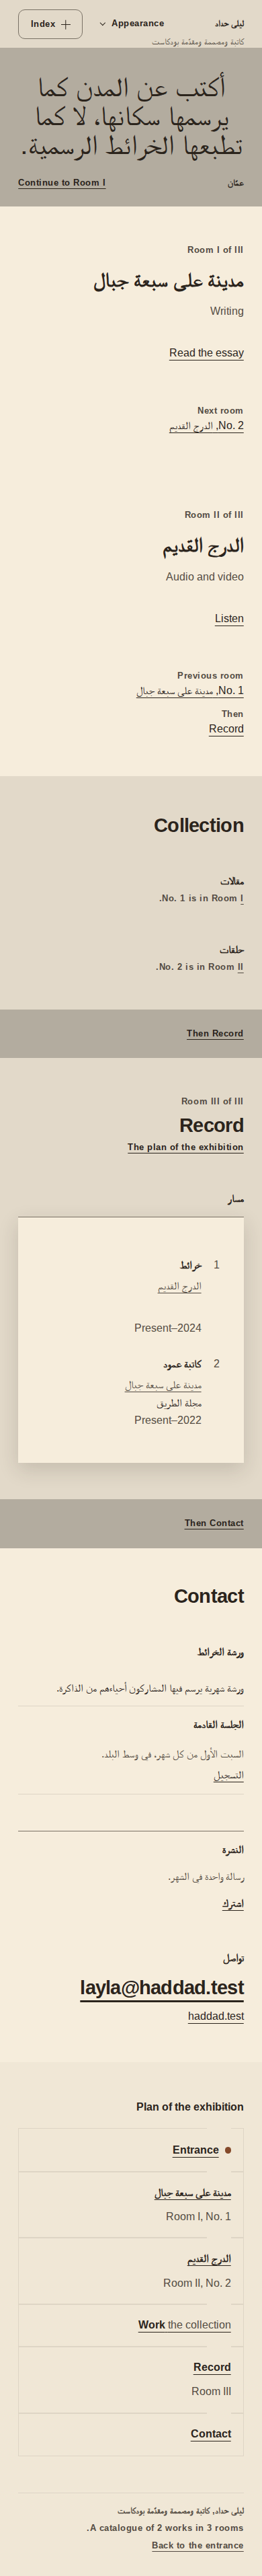 ليلى حداد
Appearance
Index
كاتبة ومصممة ومقدّمة بودكاست
أكتب عن المدن كما
يرسمها سكانها، لا كما
تطبعها الخرائط الرسمية.
عمّان
Continue to Room I
Room I of III
مدينة على سبعة جبال
Writing
Read the essay
Next room
No. 2, الدرج القديم
Room II of III
الدرج القديم
Audio and video
Listen
Previous room
No. 1, مدينة على سبعة جبال
Then
Record
Collection
مقالات
No. 1 is in Room I.
حلقات
No. 2 is in Room II.
Then Record
Room III of III
Record
The plan of the exhibition
مسار
1 خرائط
الدرج القديم
2024–Present
2 كاتبة عمود
مدينة على سبعة جبال
مجلة الطريق
2022–Present
Then Contact
Contact
ورشة الخرائط
ورشة شهرية يرسم فيها المشاركون أحياءهم من الذاكرة.
الجلسة القادمة
السبت الأول من كل شهر، في وسط البلد.
التسجيل
النشرة
رسالة واحدة في الشهر.
اشترك
تواصل
layla@haddad.test
haddad.test
Plan of the exhibition
Entrance
مدينة على سبعة جبال
Room I, No. 1
الدرج القديم
Room II, No. 2
Work the collection
Record
Room III
Contact
ليلى حداد, كاتبة ومصممة ومقدّمة بودكاست
A catalogue of 2 works in 3 rooms.
Back to the entrance